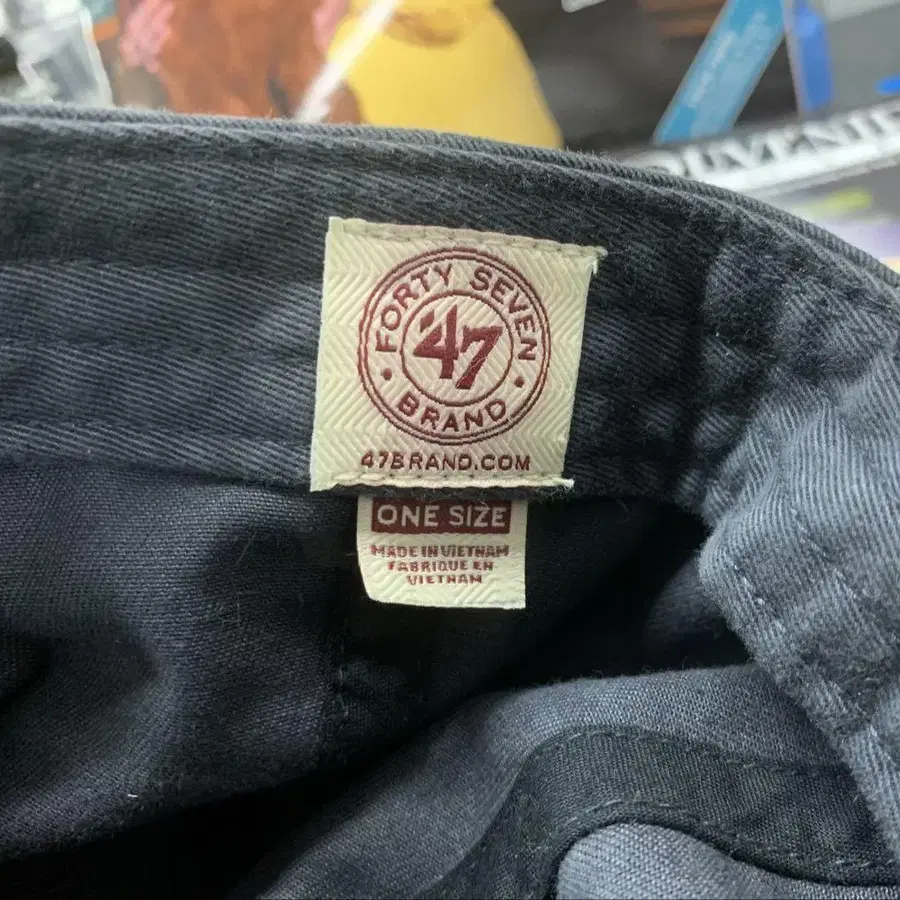 FORTY SEVEN
'47
BRAND
47BRAND.COM
ONE SIZE
MADE IN VIETNAM
FABRIQUE EN
VIETNAM